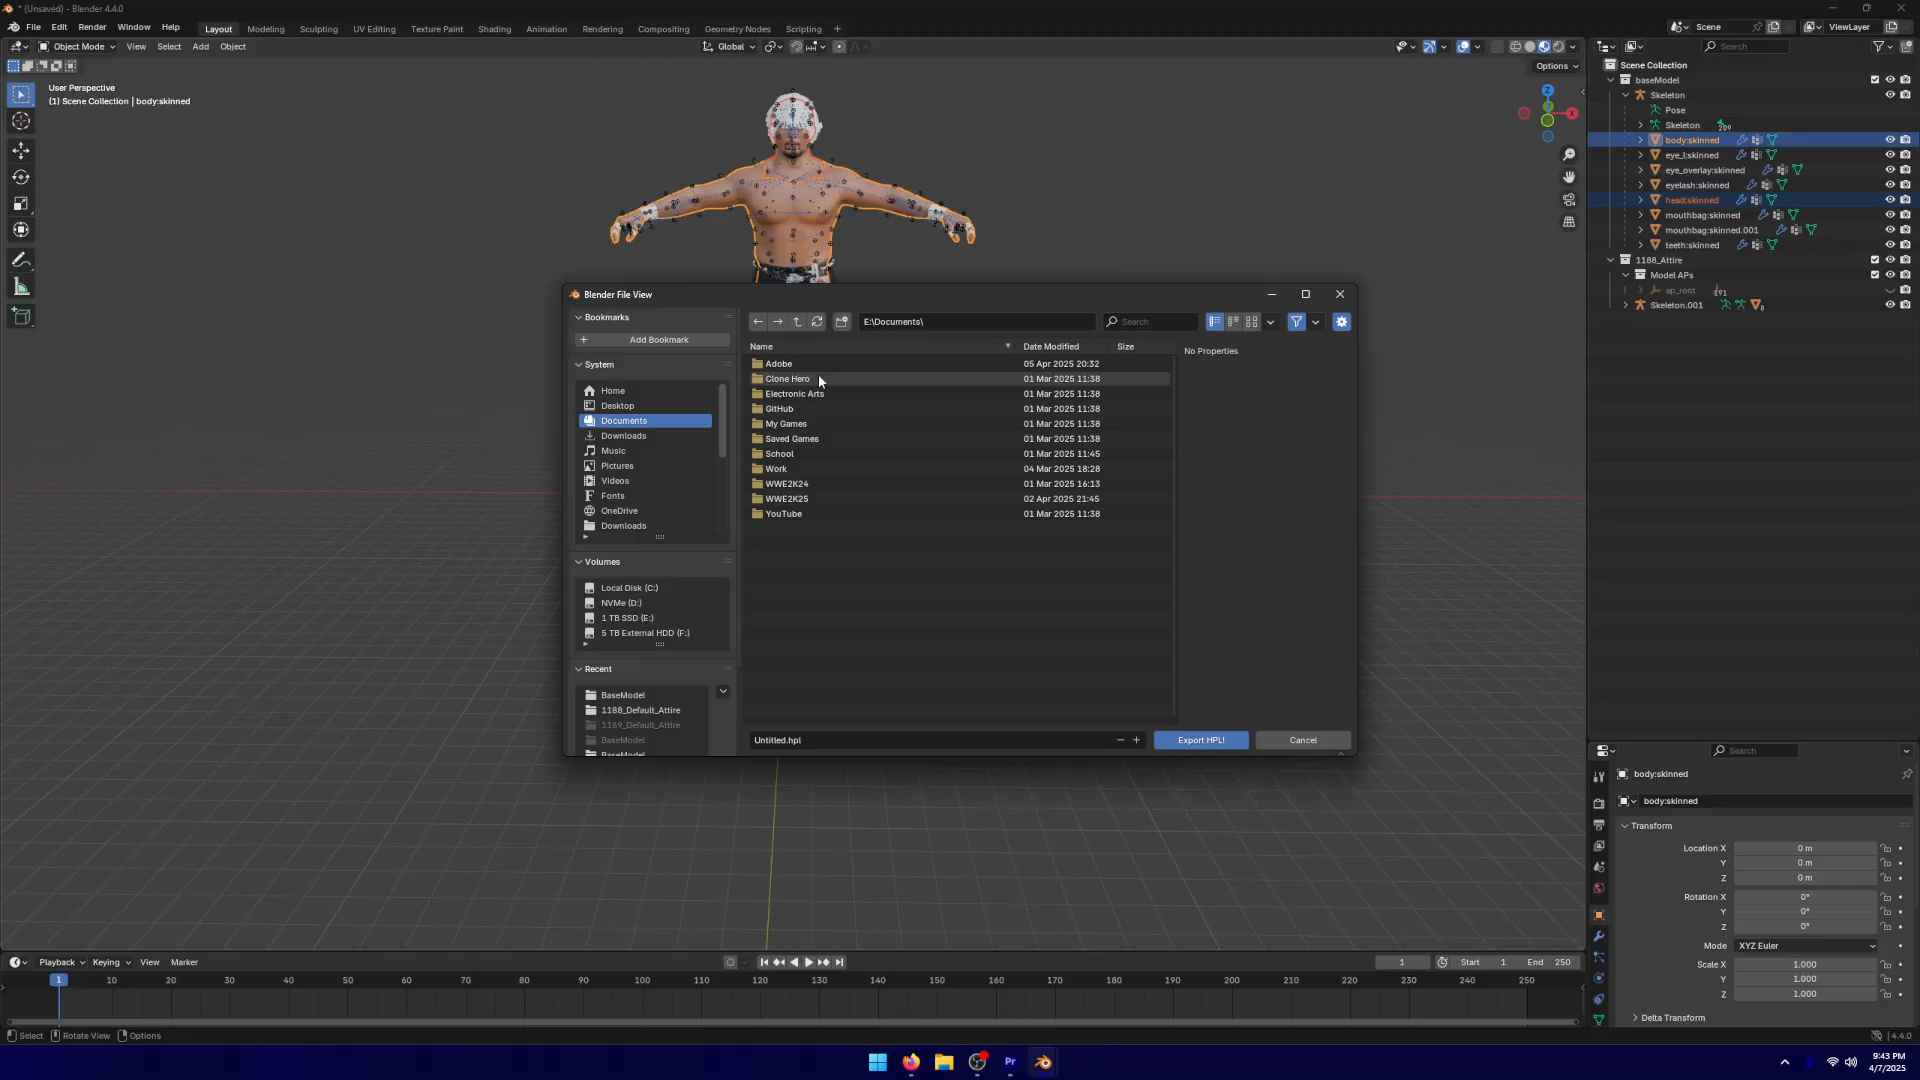 * (Unsaved) - Blender 4.4.0
File Edit Render Window Help Layout Modeling Sculpting UV Editing Texture Paint Shading Animation Rendering Compositing Geometry Nodes Scripting + Scene ViewLayer
Object Mode View Select Add Object Global Search
Options
User Perspective
(1) Scene Collection | body:skinned
Z
X
Scene Collection
baseModel
Skeleton
Pose
Skeleton
body:skinned
eye_l:skinned
eye_overlay:skinned
eyelash:skinned
head:skinned
mouthbag:skinned
mouthbag:skinned.001
teeth:skinned
1188_Attire
Model APs
ap_root
Skeleton.001
Blender File View
Bookmarks
Add Bookmark
System
Home
Desktop
Documents
Downloads
Music
Pictures
Videos
Fonts
OneDrive
Downloads
Volumes
Local Disk (C:)
NVMe (D:)
1 TB SSD (E:)
5 TB External HDD (F:)
Recent
BaseModel
1188_Default_Attire
1169_Default_Attire
BaseModel
BaseModel
E:\Documents\ Search
Name Date Modified Size
Adobe 05 Apr 2025 20:32
Clone Hero 01 Mar 2025 11:38
Electronic Arts 01 Mar 2025 11:38
GitHub 01 Mar 2025 11:38
My Games 01 Mar 2025 11:38
Saved Games 01 Mar 2025 11:38
School 01 Mar 2025 11:45
Work 04 Mar 2025 18:28
WWE2K24 01 Mar 2025 16:13
WWE2K25 02 Apr 2025 21:45
YouTube 01 Mar 2025 11:38
No Properties
Untitled.hpl
Export HPL!
Cancel
Search
body:skinned
body:skinned
Transform
Location X 0 m
Y 0 m
Z 0 m
Rotation X 0°
Y 0°
Z 0°
Mode XYZ Euler
Scale X 1.000
Y 1.000
Z 1.000
Delta Transform
Playback Keying View Marker 1 Start 1 End 250
1 10 20 30 40 50 60 70 80 90 100 110 120 130 140 150 160 170 180 190 200 210 220 230 240 250
Select Rotate View Options 4.4.0
Pr
9:43 PM
4/7/2025